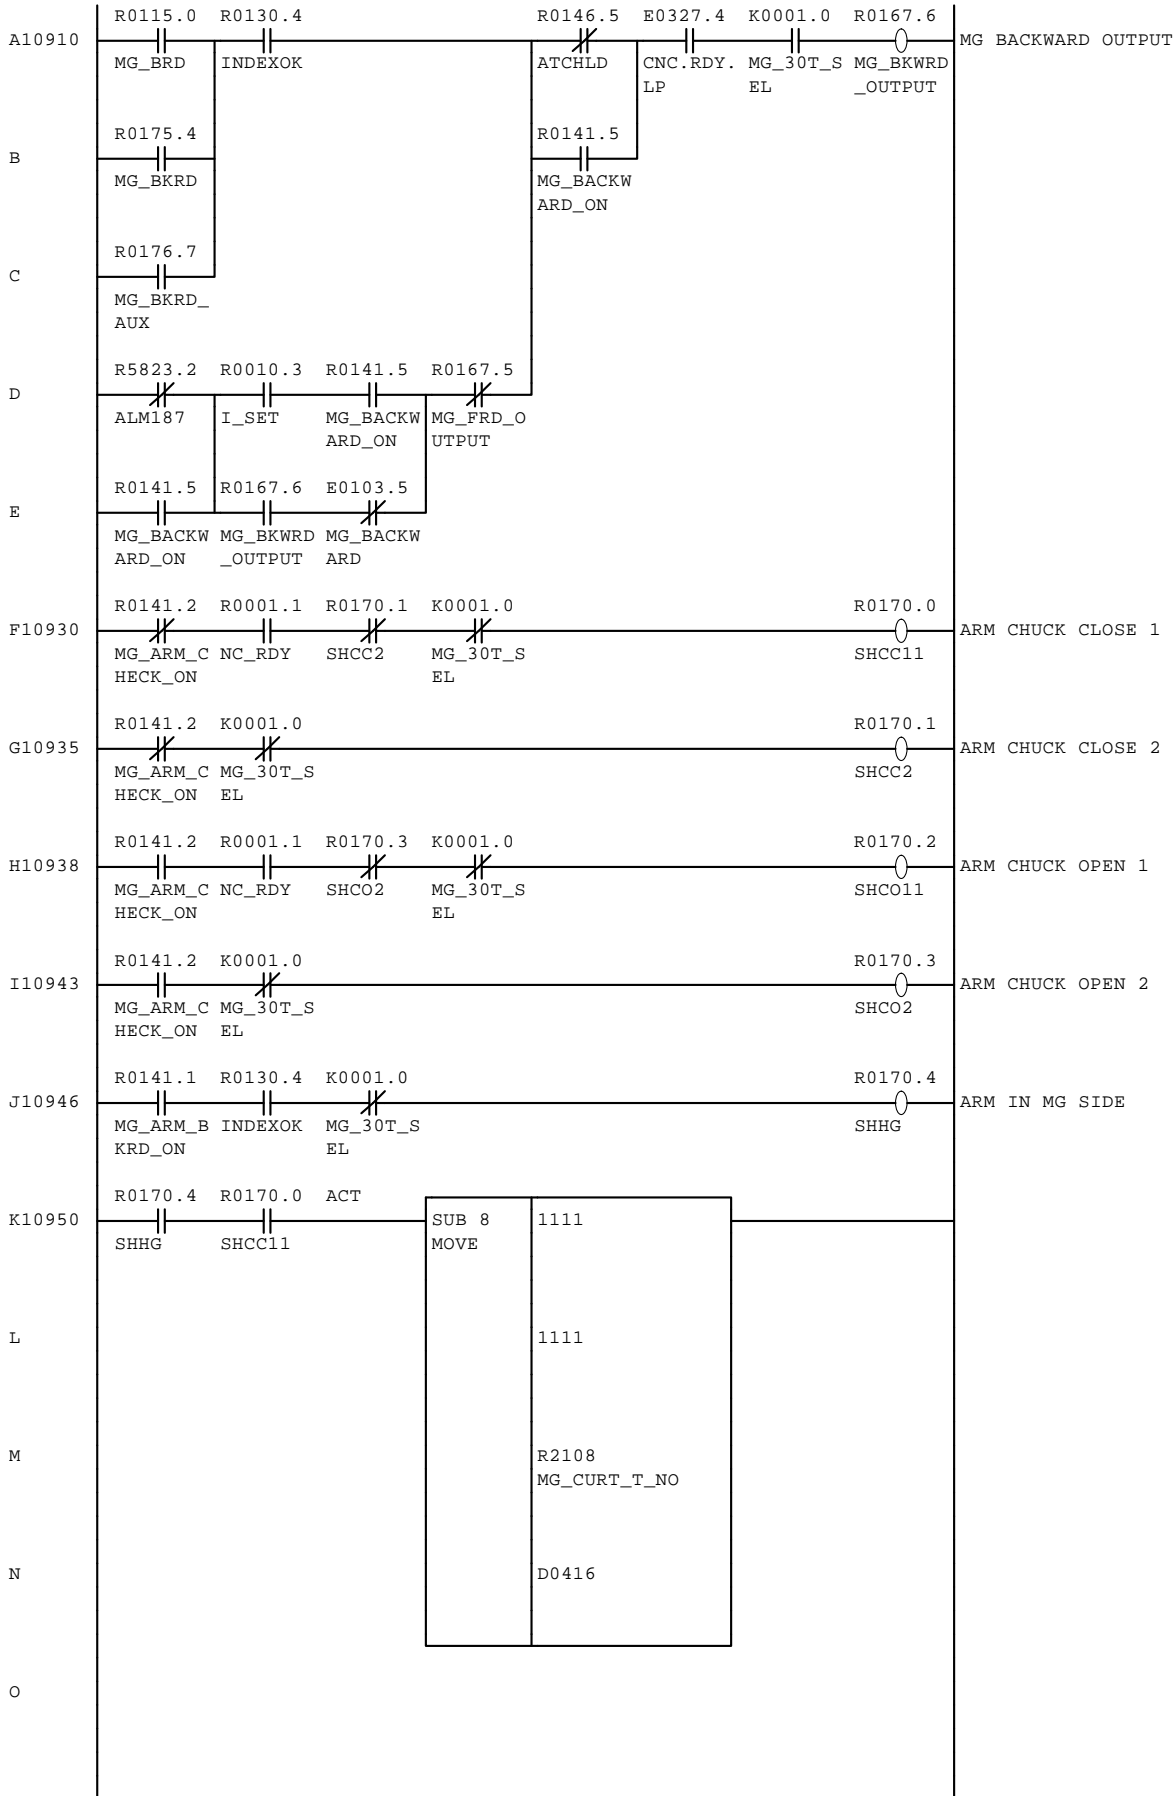 R0115.0 R0130.4 R0146.5 E0327.4 K0001.0 R0167.6
A10910 MG BACKWARD OUTPUT
MG_BRD INDEXOK ATCHLD CNC.RDY. MG_30T_S MG_BKWRD
LP EL _OUTPUT
R0175.4 R0141.5
B
MG_BKRD MG_BACKW
ARD_ON
R0176.7
C
MG_BKRD_
AUX
R5823.2 R0010.3 R0141.5 R0167.5
D
ALM187 I_SET MG_BACKW MG_FRD_O
ARD_ON UTPUT
R0141.5 R0167.6 E0103.5
E
MG_BACKW MG_BKWRD MG_BACKW
ARD_ON _OUTPUT ARD
R0141.2 R0001.1 R0170.1 K0001.0 R0170.0
F10930 ARM CHUCK CLOSE 1
MG_ARM_C NC_RDY SHCC2 MG_30T_S SHCC11
HECK_ON EL
R0141.2 K0001.0 R0170.1
G10935 ARM CHUCK CLOSE 2
MG_ARM_C MG_30T_S SHCC2
HECK_ON EL
R0141.2 R0001.1 R0170.3 K0001.0 R0170.2
H10938 ARM CHUCK OPEN 1
MG_ARM_C NC_RDY SHCO2 MG_30T_S SHCO11
HECK_ON EL
R0141.2 K0001.0 R0170.3
I10943 ARM CHUCK OPEN 2
MG_ARM_C MG_30T_S SHCO2
HECK_ON EL
R0141.1 R0130.4 K0001.0 R0170.4
J10946 ARM IN MG SIDE
MG_ARM_B INDEXOK MG_30T_S SHHG
KRD_ON EL
R0170.4 R0170.0 ACT
K10950 SUB 8 1111
SHHG SHCC11 MOVE
L 1111
M R2108
MG_CURT_T_NO
N D0416
O